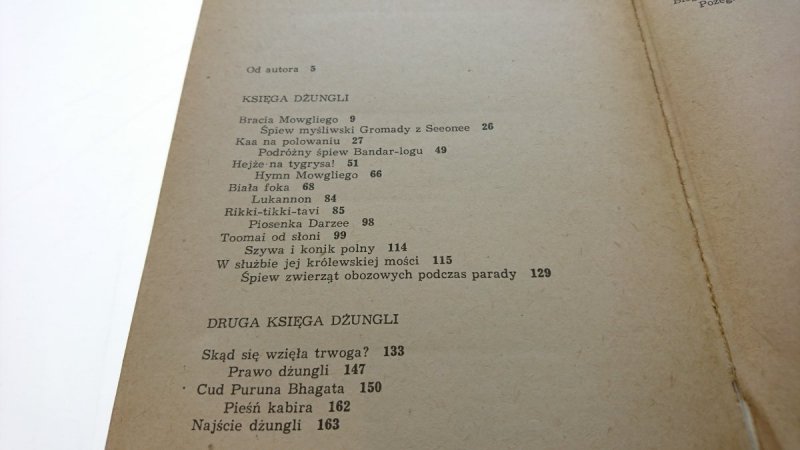 Od autora 5
KSIĘGA DŻUNGLI
Bracia Mowgliego 9
Śpiew myśliwski Gromady z Seeonee 26
Kaa na polowaniu 27
Podróżny śpiew Bandar-logu 49
Hejże na tygrysa! 51
Hymn Mowgliego 66
Biała foka 68
Lukannon 84
Rikki-tikki-tavi 85
Piosenka Darzee 98
Toomai od słoni 99
Szywa i konik polny 114
W służbie jej królewskiej mości 115
Śpiew zwierząt obozowych podczas parady 129
DRUGA KSIĘGA DŻUNGLI
Skąd się wzięła trwoga? 133
Prawo dżungli 147
Cud Puruna Bhagata 150
Pieśń kabira 162
Najście dżungli 163